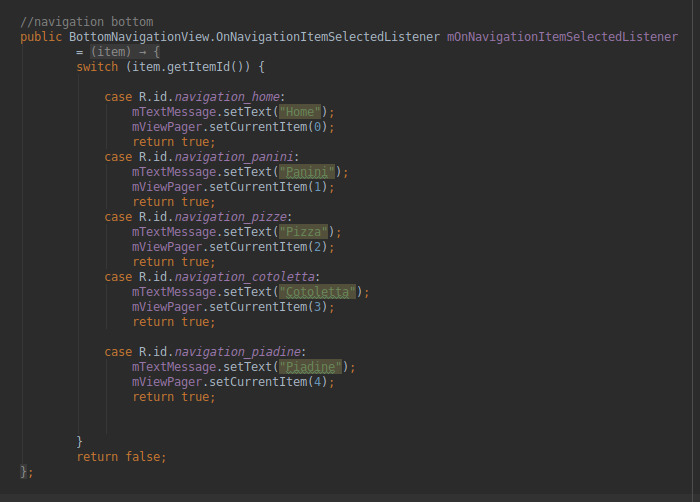 //navigation bottom
public BottomNavigationView.OnNavigationItemSelectedListener mOnNavigationItemSelectedListener
= (item) → {
switch (item.getItemId()) {
case R.id.navigation_home:
mTextMessage.setText("Home");
mViewPager.setCurrentItem(0);
return true;
case R.id.navigation_panini:
mTextMessage.setText("Panini");
mViewPager.setCurrentItem(1);
return true;
case R.id.navigation_pizze:
mTextMessage.setText("Pizza");
mViewPager.setCurrentItem(2);
return true;
case R.id.navigation_cotoletta:
mTextMessage.setText("Cotoletta");
mViewPager.setCurrentItem(3);
return true;
case R.id.navigation_piadine:
mTextMessage.setText("Piadine");
mViewPager.setCurrentItem(4);
return true;
}
return false;
};